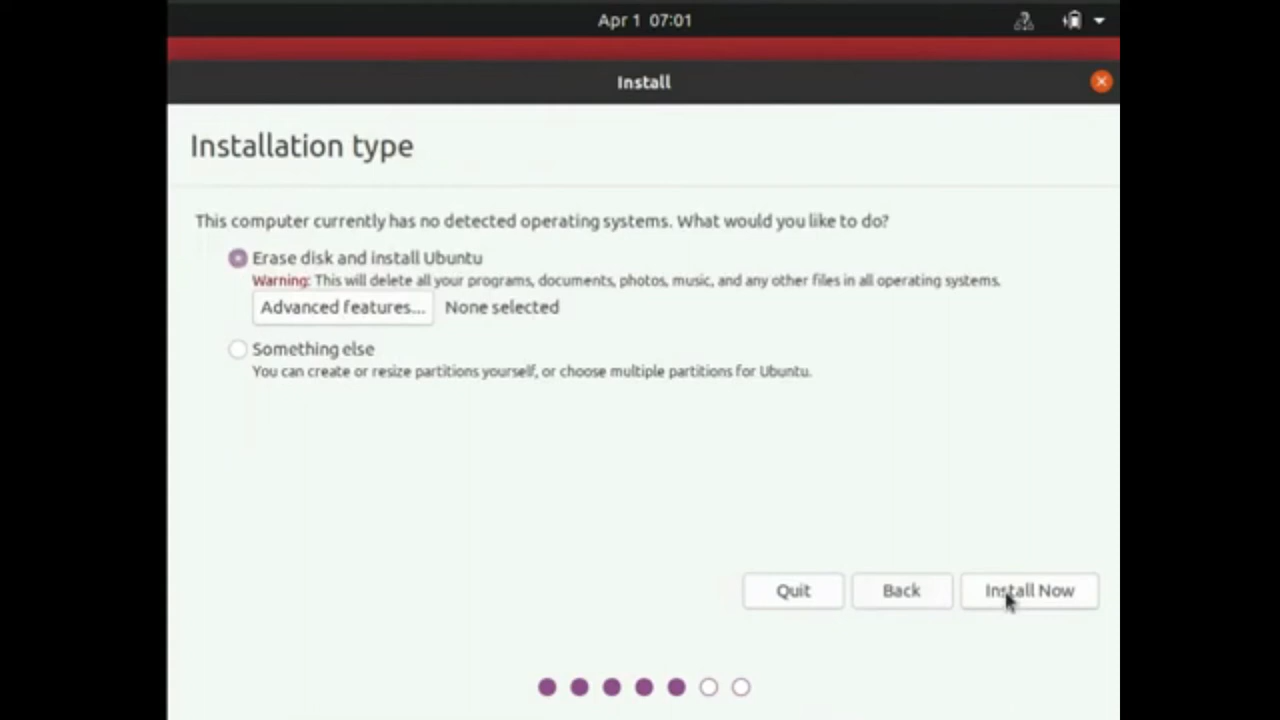 Apr 1 07:01
Install
Installation type
This computer currently has no detected operating systems. What would you like to do?
Erase disk and install Ubuntu
Warning: This will delete all your programs, documents, photos, music, and any other files in all operating systems.
Advanced features... None selected
Something else
You can create or resize partitions yourself, or choose multiple partitions for Ubuntu.
Quit Back Install Now